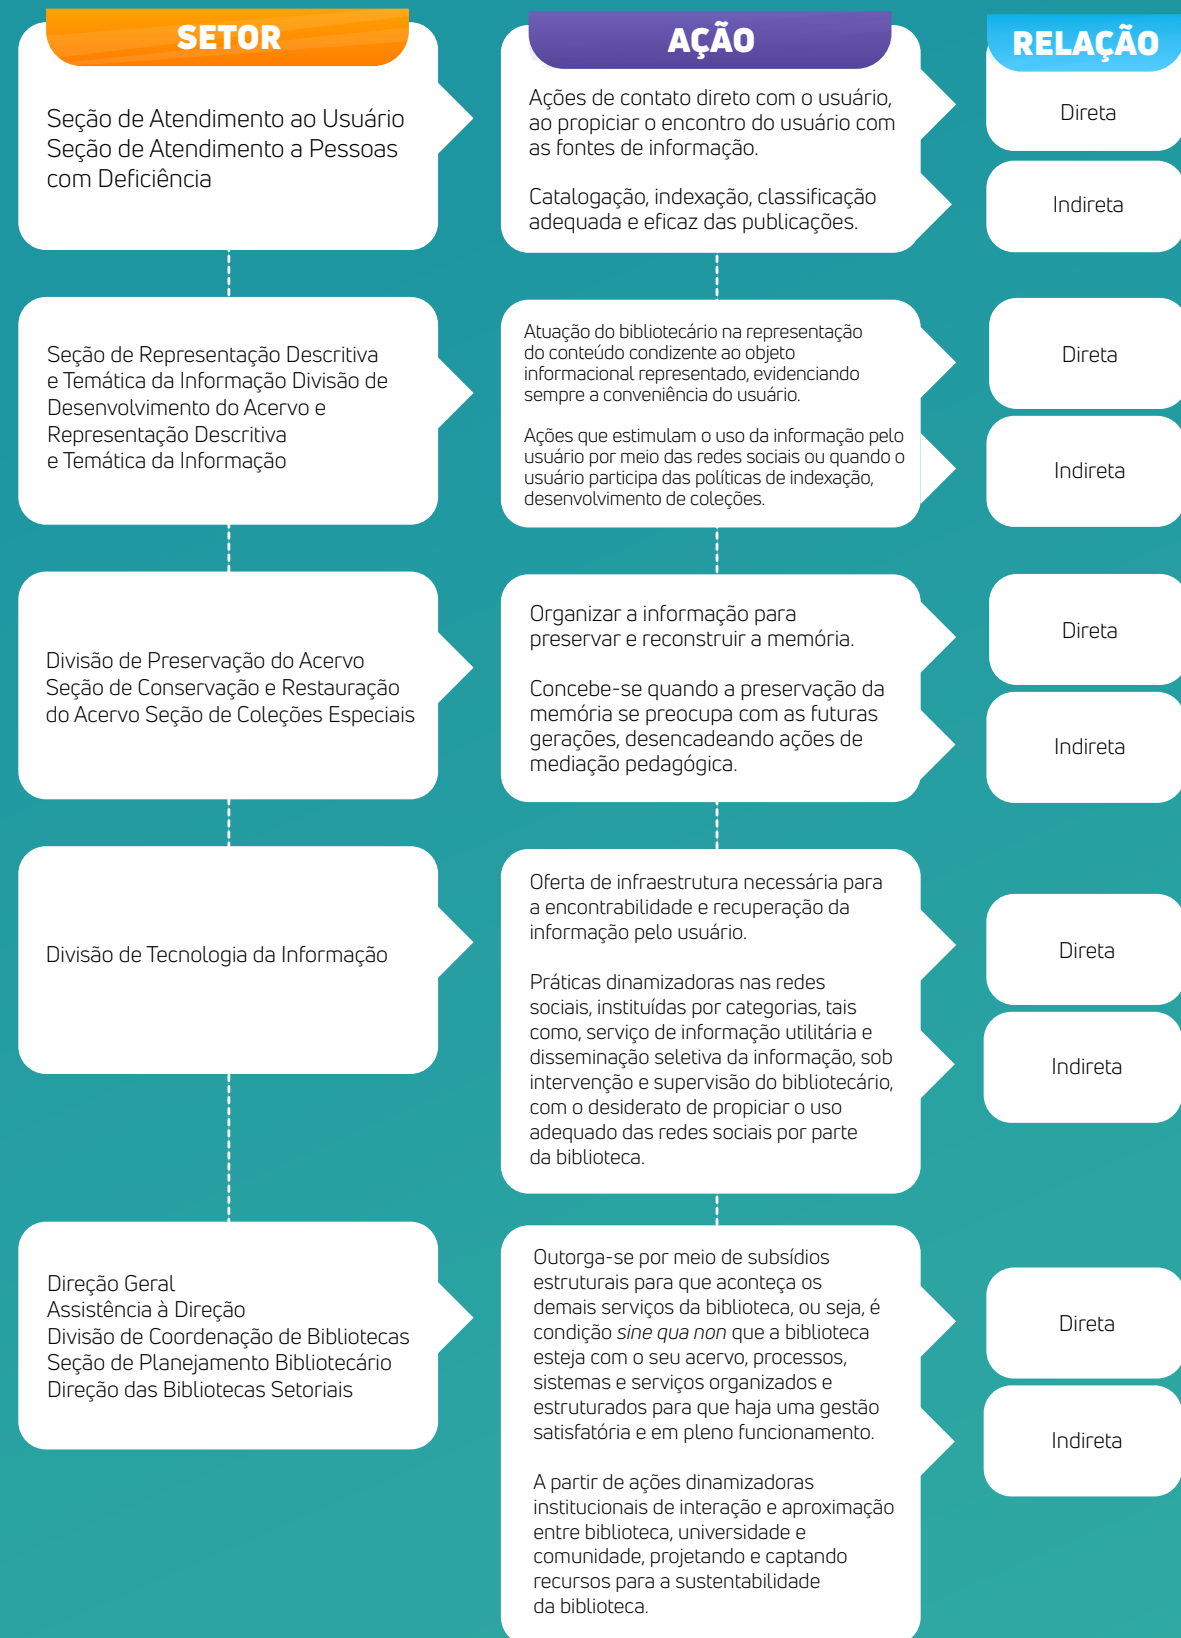 SETOR
AÇÃO
RELAÇÃO
Seção de Atendimento ao Usuário
Seção de Atendimento a Pessoas
com Deficiência
Ações de contato direto com o usuário,
ao propiciar o encontro do usuário com
as fontes de informação.
Direta
Catalogação, indexação, classificação
adequada e eficaz das publicações.
Indireta
Seção de Representação Descritiva
e Temática da Informação Divisão de
Desenvolvimento do Acervo e
Representação Descritiva
e Temática da Informação
Atuação do bibliotecário na representação
do conteúdo condizente ao objeto
informacional representado, evidenciando
sempre a conveniência do usuário.
Direta
Ações que estimulam o uso da informação pelo
usuário por meio das redes sociais ou quando o
usuário participa das políticas de indexação,
desenvolvimento de coleções.
Indireta
Divisão de Preservação do Acervo
Seção de Conservação e Restauração
do Acervo Seção de Coleções Especiais
Organizar a informação para
preservar e reconstruir a memória.
Direta
Concebe-se quando a preservação da
memória se preocupa com as futuras
gerações, desencadeando ações de
mediação pedagógica.
Indireta
Divisão de Tecnologia da Informação
Oferta de infraestrutura necessária para
a encontrabilidade e recuperação da
informação pelo usuário.
Direta
Práticas dinamizadoras nas redes
sociais, instituídas por categorias, tais
como, serviço de informação utilitária e
disseminação seletiva da informação, sob
intervenção e supervisão do bibliotecário,
com o desiderato de propiciar o uso
adequado das redes sociais por parte
da biblioteca.
Indireta
Direção Geral
Assistência à Direção
Divisão de Coordenação de Bibliotecas
Seção de Planejamento Bibliotecário
Direção das Bibliotecas Setoriais
Outorga-se por meio de subsídios
estruturais para que aconteça os
demais serviços da biblioteca, ou seja, é
condição sine qua non que a biblioteca
esteja com o seu acervo, processos,
sistemas e serviços organizados e
estruturados para que haja uma gestão
satisfatória e em pleno funcionamento.
Direta
A partir de ações dinamizadoras
institucionais de interação e aproximação
entre biblioteca, universidade e
comunidade, projetando e captando
recursos para a sustentabilidade
da biblioteca.
Indireta